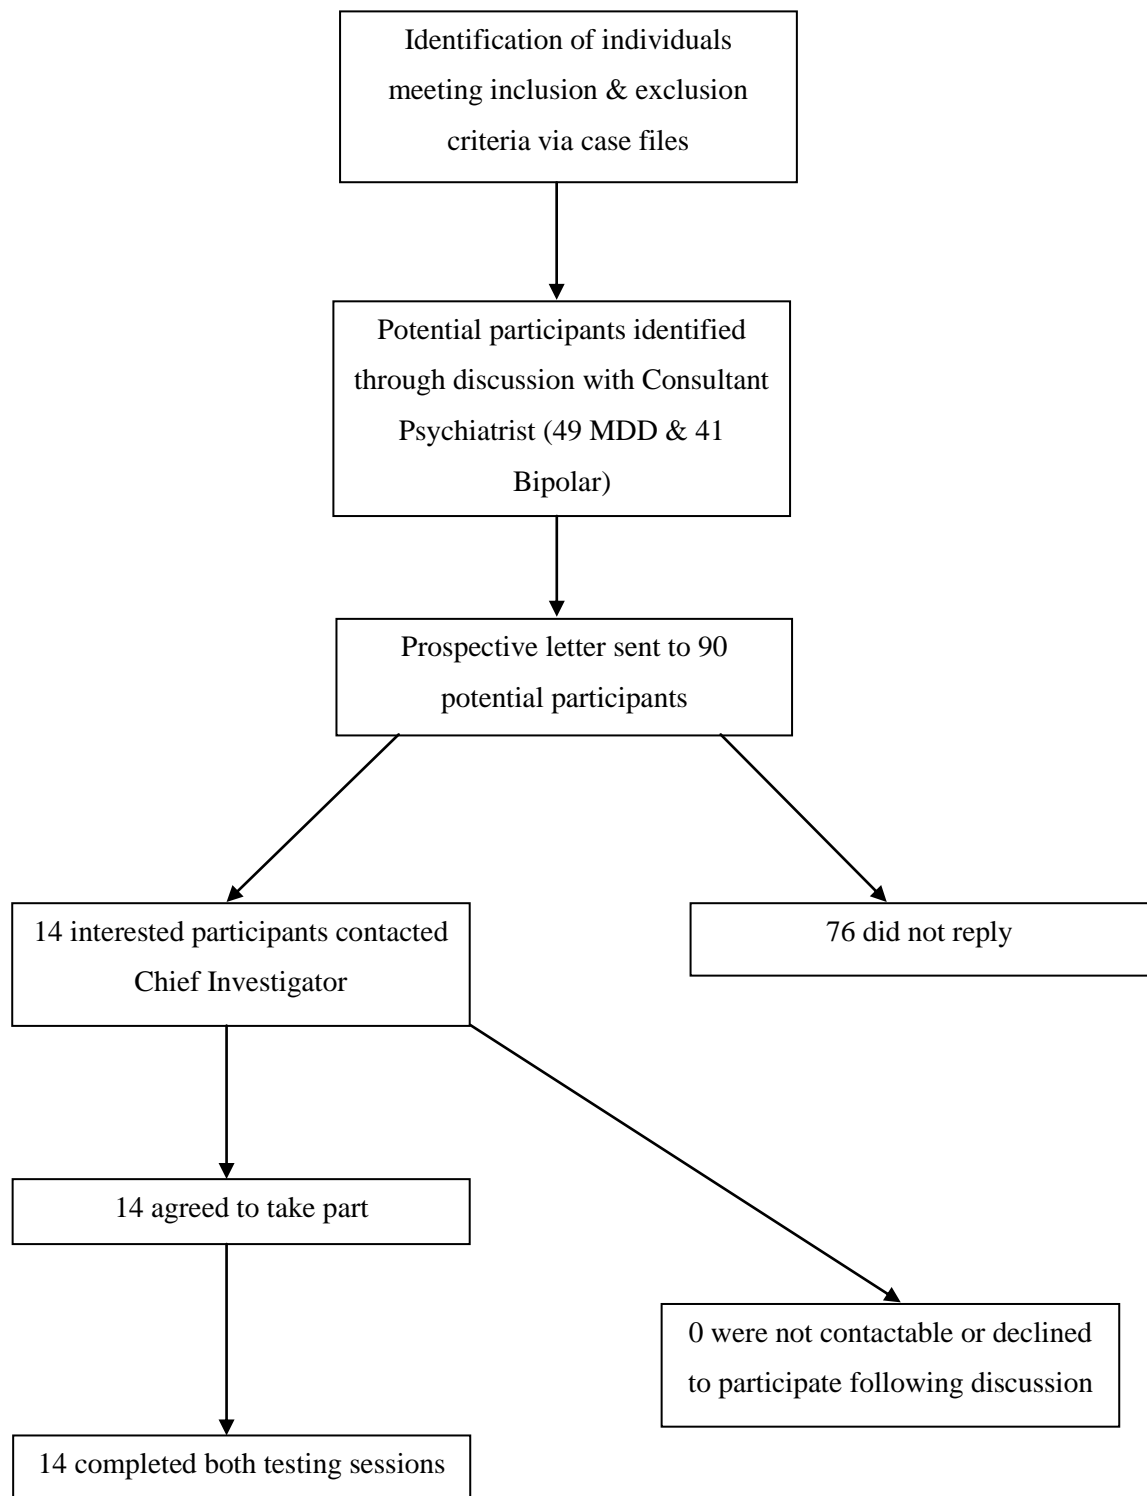 Identification of individuals
meeting inclusion & exclusion
criteria via case files
Potential participants identified
through discussion with Consultant
Psychiatrist (49 MDD & 41
Bipolar)
Prospective letter sent to 90
potential participants
14 interested participants contacted
Chief Investigator
76 did not reply
14 agreed to take part
0 were not contactable or declined
to participate following discussion
14 completed both testing sessions